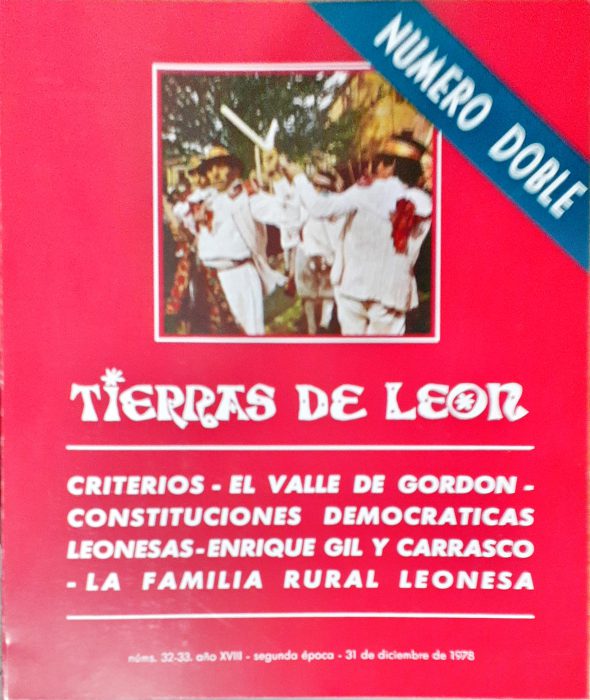 NUMERO DOBLE
TIERRAS DE LEON
CRITERIOS - EL VALLE DE GORDON -
CONSTITUCIONES DEMOCRATICAS
LEONESAS-ENRIQUE GIL Y CARRASCO
- LA FAMILIA RURAL LEONESA
núms. 32-33. año XVIII - segunda época - 31 de diciembre de 1978